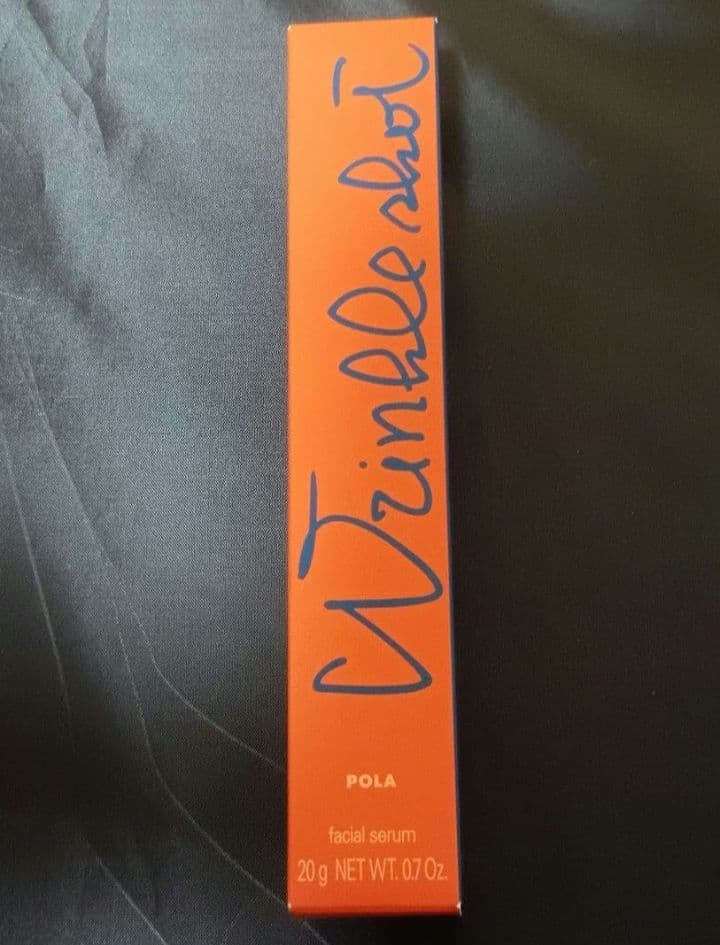 Wrinkle shot
POLA
facial serum
20 g NET WT. 0.7 Oz.